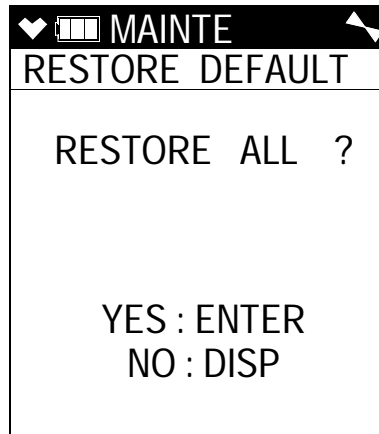 MAINTE
RESTORE DEFAULT
RESTORE ALL ?
YES : ENTER
NO : DISP